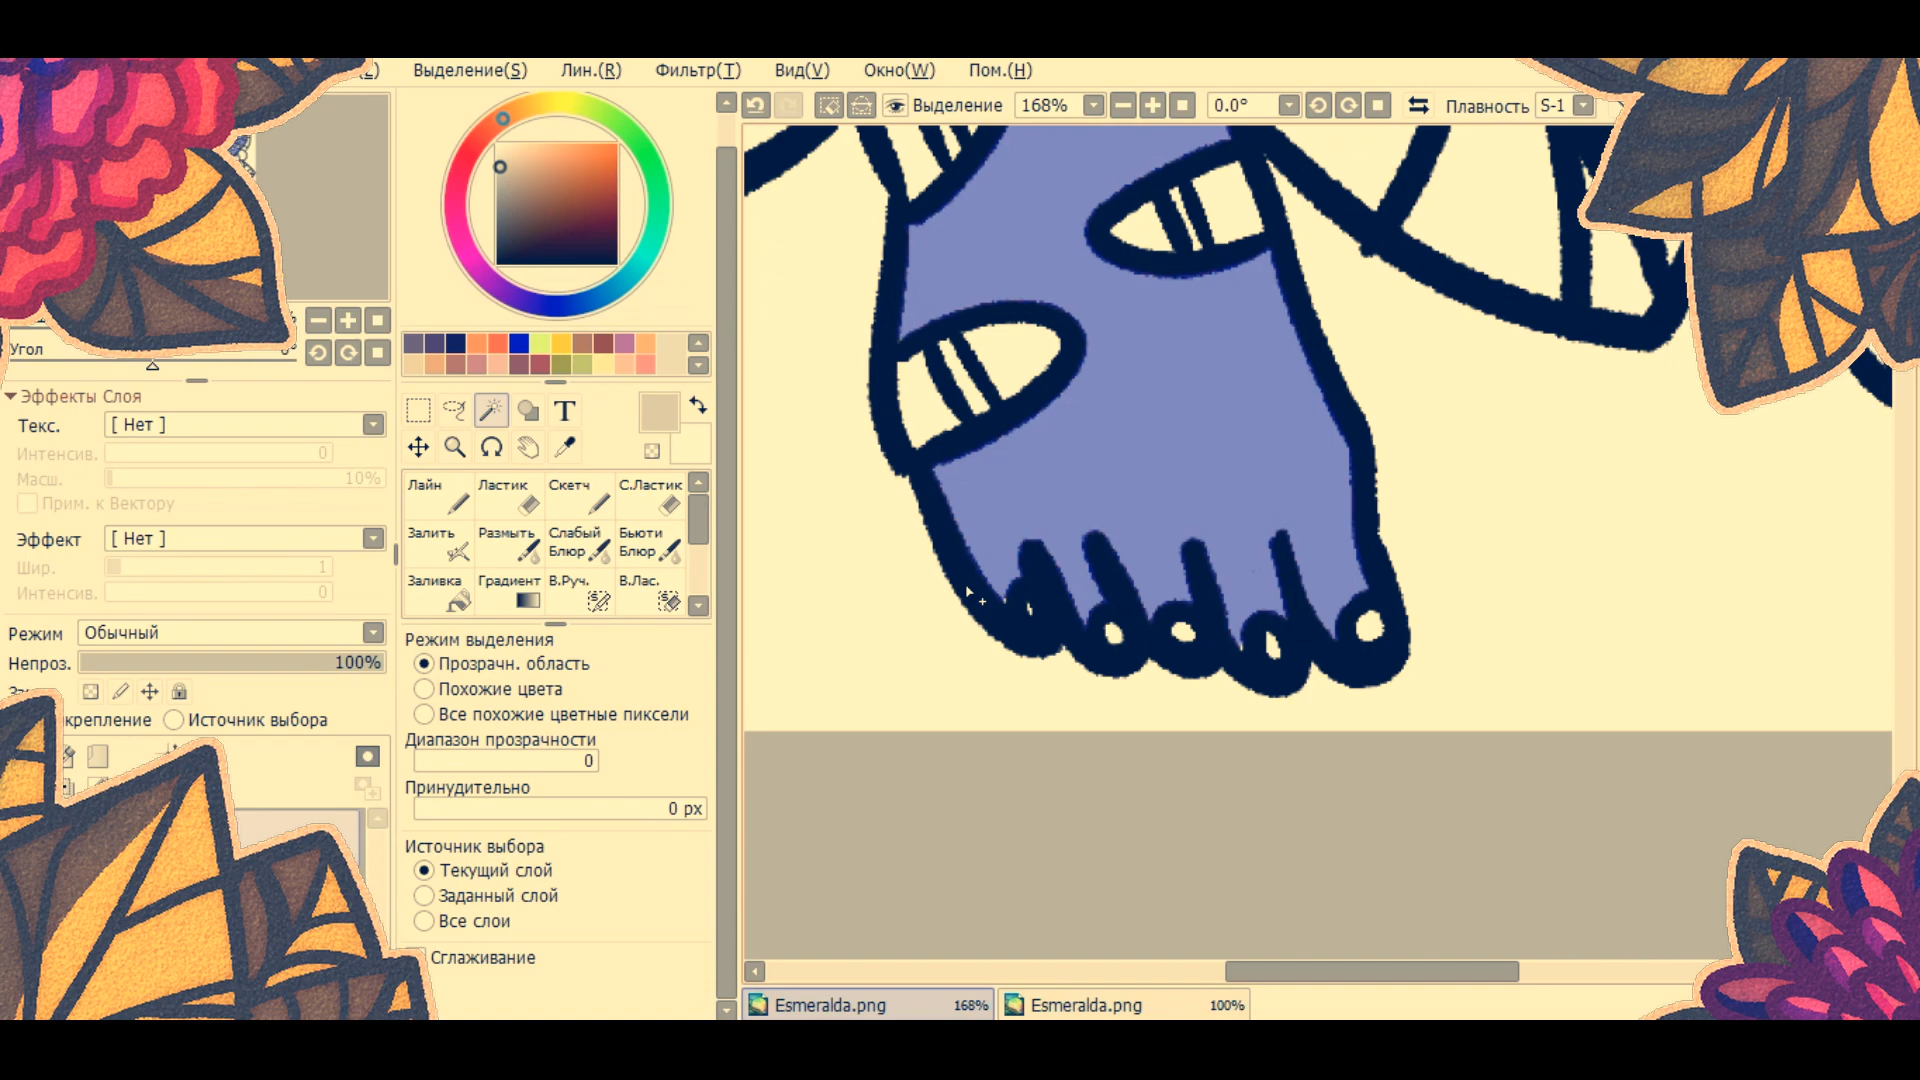 Выделение(S) Лин.(R) Фильтр(T) Вид(V) Окно(W) Пом.(H)
Выделение 168% 0.0° Плавность S-1
Угол
Эффекты Слоя
Текс. [ Нет ]
Интенсив. 0
Масш. 10%
Прим. к Вектору
Эффект [ Нет ]
Шир. 1
Интенсив. 0
Режим Обычный
Непроз. 100%
крепление Источник выбора
T
Лайн Ластик Скетч С.Ластик
Залить Размыть Слабый Блюр Бьюти Блюр
Заливка Градиент В.Руч. В.Лас.
Режим выделения
Прозрачн. область
Похожие цвета
Все похожие цветные пиксели
Диапазон прозрачности
0
Принудительно
0 px
Источник выбора
Текущий слой
Заданный слой
Все слои
Сглаживание
Esmeralda.png 168% Esmeralda.png 100%